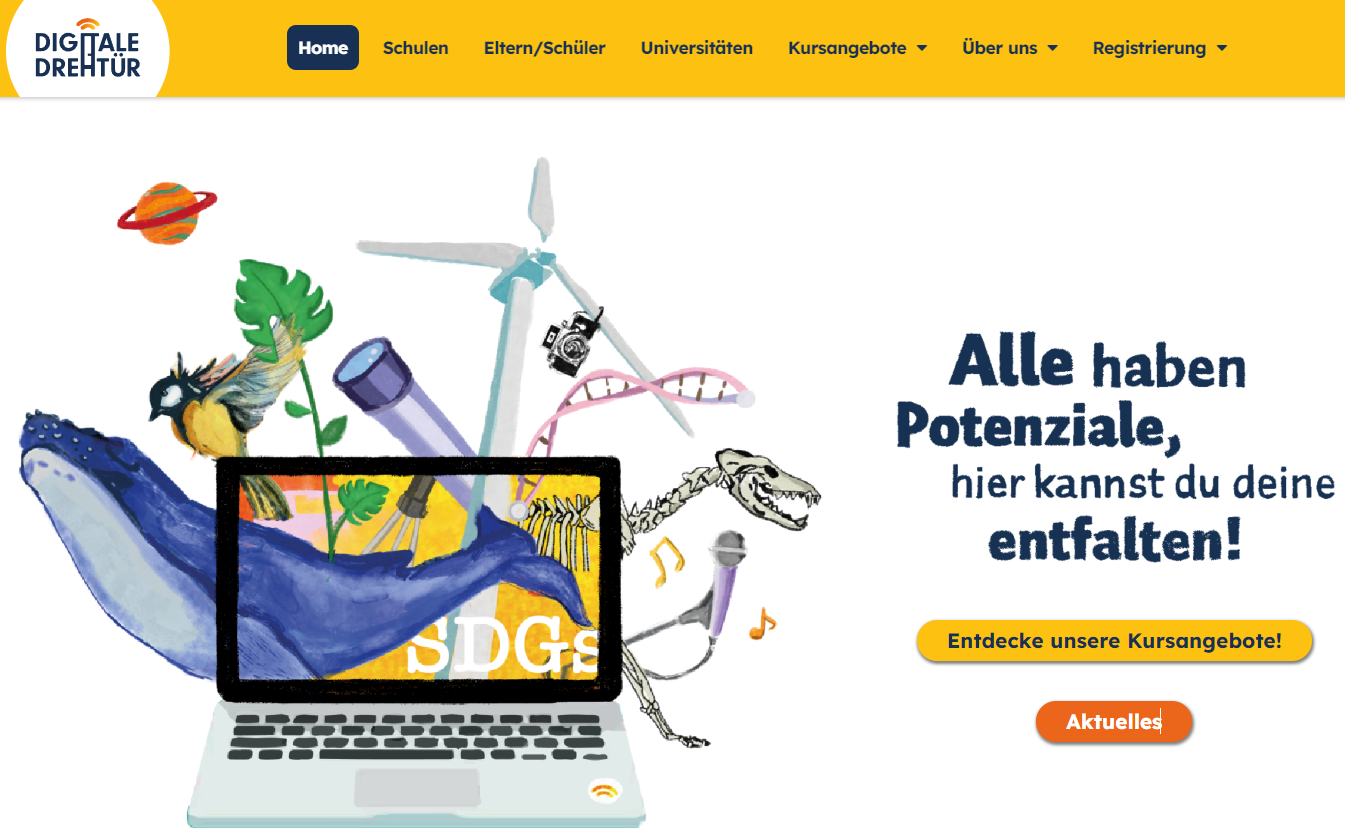 DIGITALE
DREHTÜR
Home
Schulen
Eltern/Schüler
Universitäten
Kursangebote
Über uns
Registrierung
Alle haben
Potenziale,
hier kannst du deine
entfalten!
SDGs
Entdecke unsere Kursangebote!
Aktuelles